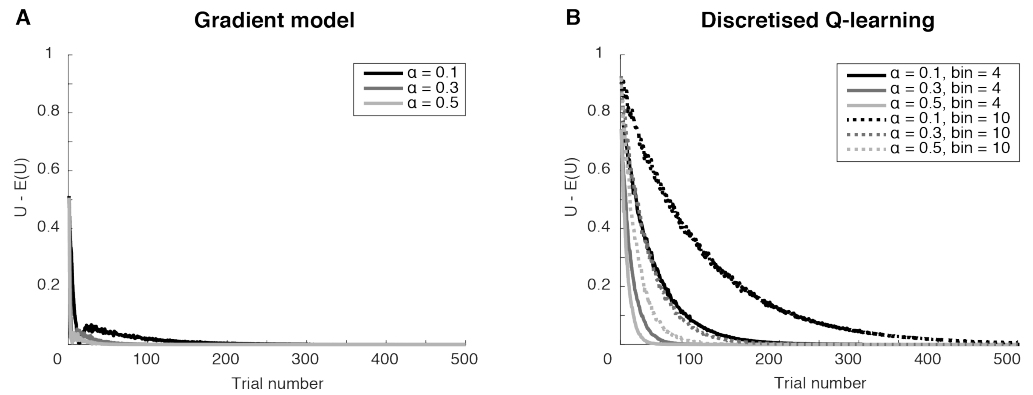 A
Gradient model
1
0.8
0.6
0.4
0.2
U - E(U)
0
100
200
300
400
500
Trial number
α = 0.1
α = 0.3
α = 0.5
B
Discretised Q-learning
1
0.8
0.6
0.4
0.2
U - E(U)
0
100
200
300
400
500
Trial number
α = 0.1, bin = 4
α = 0.3, bin = 4
α = 0.5, bin = 4
α = 0.1, bin = 10
α = 0.3, bin = 10
α = 0.5, bin = 10